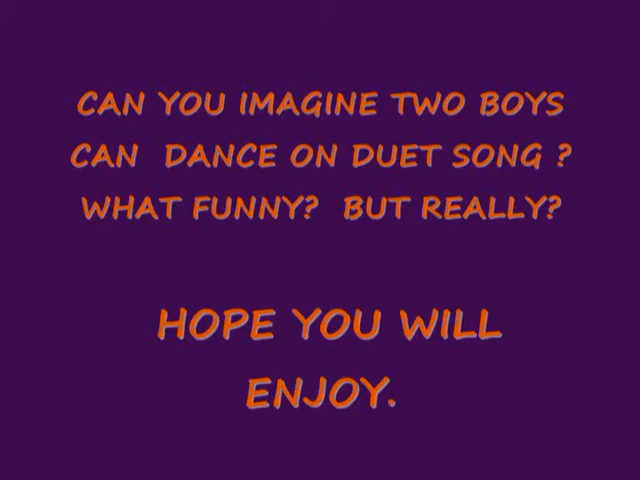 CAN YOU IMAGINE TWO BOYS
CAN DANCE ON DUET SONG ?
WHAT FUNNY? BUT REALLY?
HOPE YOU WILL
ENJOY.